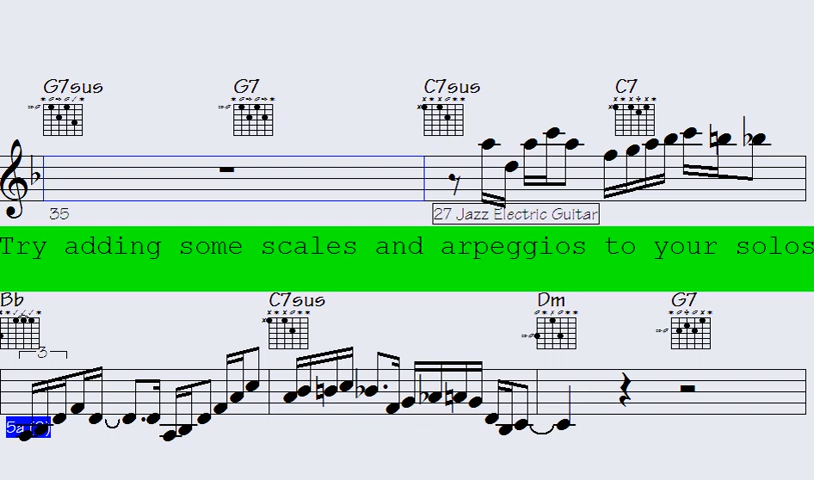 G7sus G7 C7sus C7
35 27 Jazz Electric Guitar
Try adding some scales and arpeggios to your solos
Bb C7sus Dm G7
3